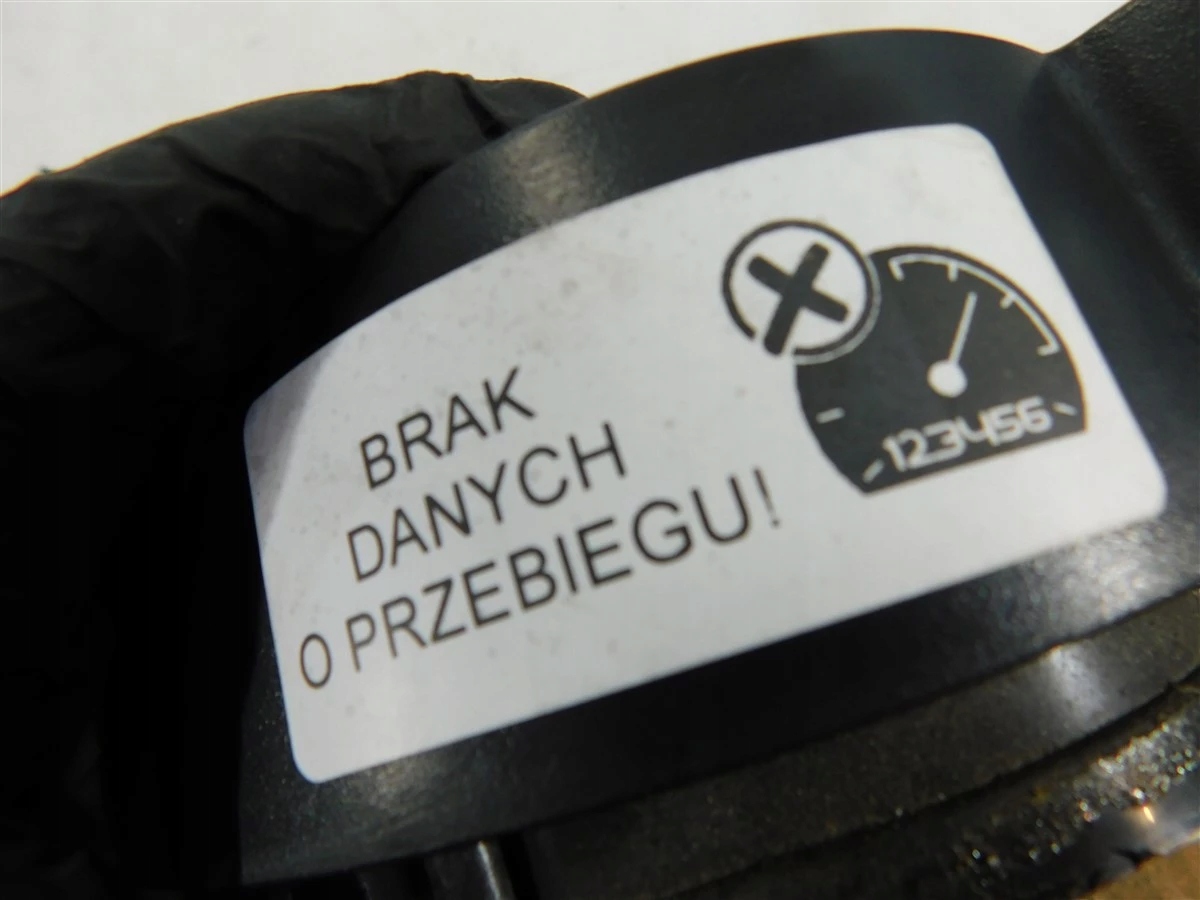 BRAK
DANYCH
O PRZEBIEGU!
123456